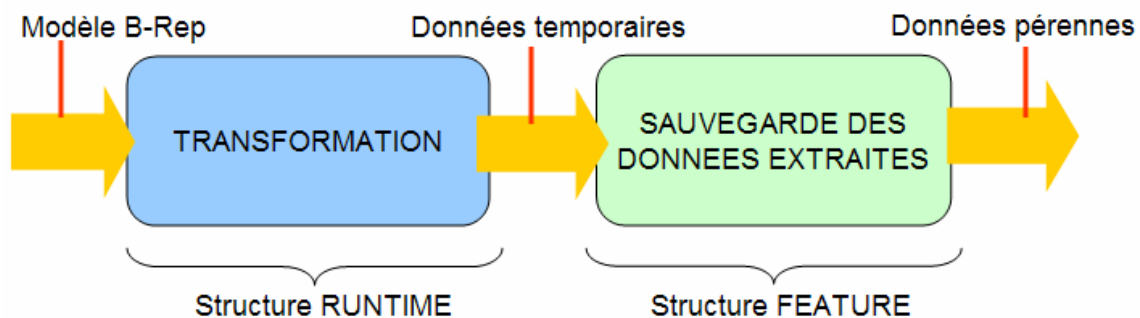 Modèle B-Rep
Données temporaires
Données pérennes
TRANSFORMATION
SAUVEGARDE DES
DONNEES EXTRAITES
Structure RUNTIME
Structure FEATURE